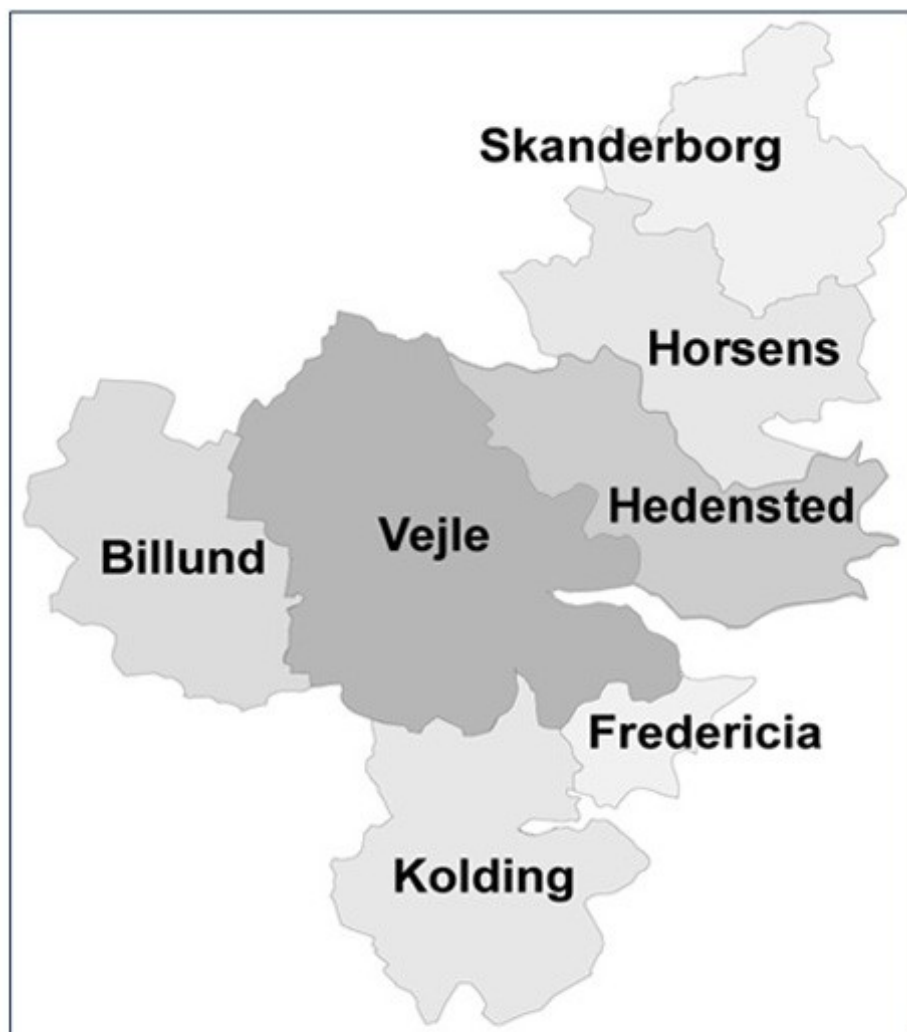 Skanderborg
Horsens
Hedensted
Vejle
Billund
Fredericia
Kolding